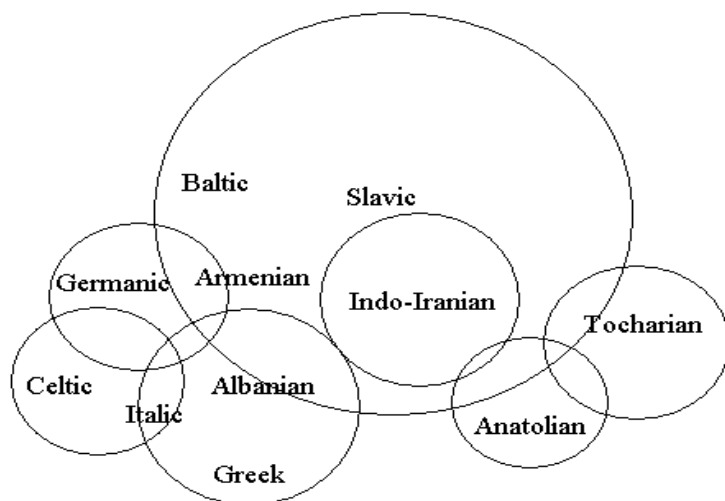 Baltic
Slavic
Germanic
Armenian
Indo-Iranian
Tocharian
Celtic
Albanian
Italic
Anatolian
Greek